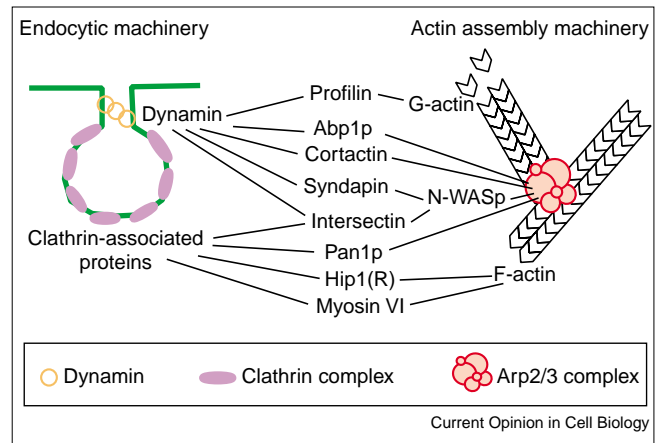 Endocytic machinery
Actin assembly machinery
Dynamin
Profilin
G-actin
Abp1p
Cortactin
Syndapin
N-WASp
Intersectin
Clathrin-associated
proteins
Pan1p
Hip1(R)
F-actin
Myosin VI
Dynamin
Clathrin complex
Arp2/3 complex
Current Opinion in Cell Biology